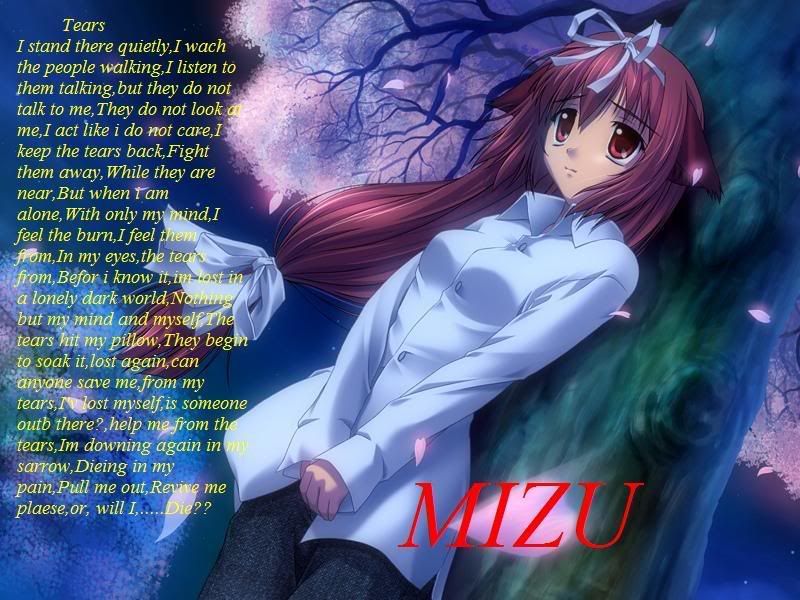 Tears
I stand there quietly,I wach
the people walking,I listen to
them talking,but they do not
talk to me,They do not look at
me,I act like i do not care,I
keep the tears back,Fight
them away,While they are
near,But when i am
alone,With only my mind,I
feel the burn,I feel them
from,In my eyes,the tears
from,Befor i know it,im lost in
a lonely dark world,Nothing
but my mind and myself,The
tears hit my pillow,They begin
to soak it,lost again,can
anyone save me,from my
tears,I'v lost myself,is someone
outb there?,help me from the
tears,Im downing again in my
sarrow,Dieing in my
pain,Pull me out,Revive me
plaese,or, will I,.....Die??
MIZU